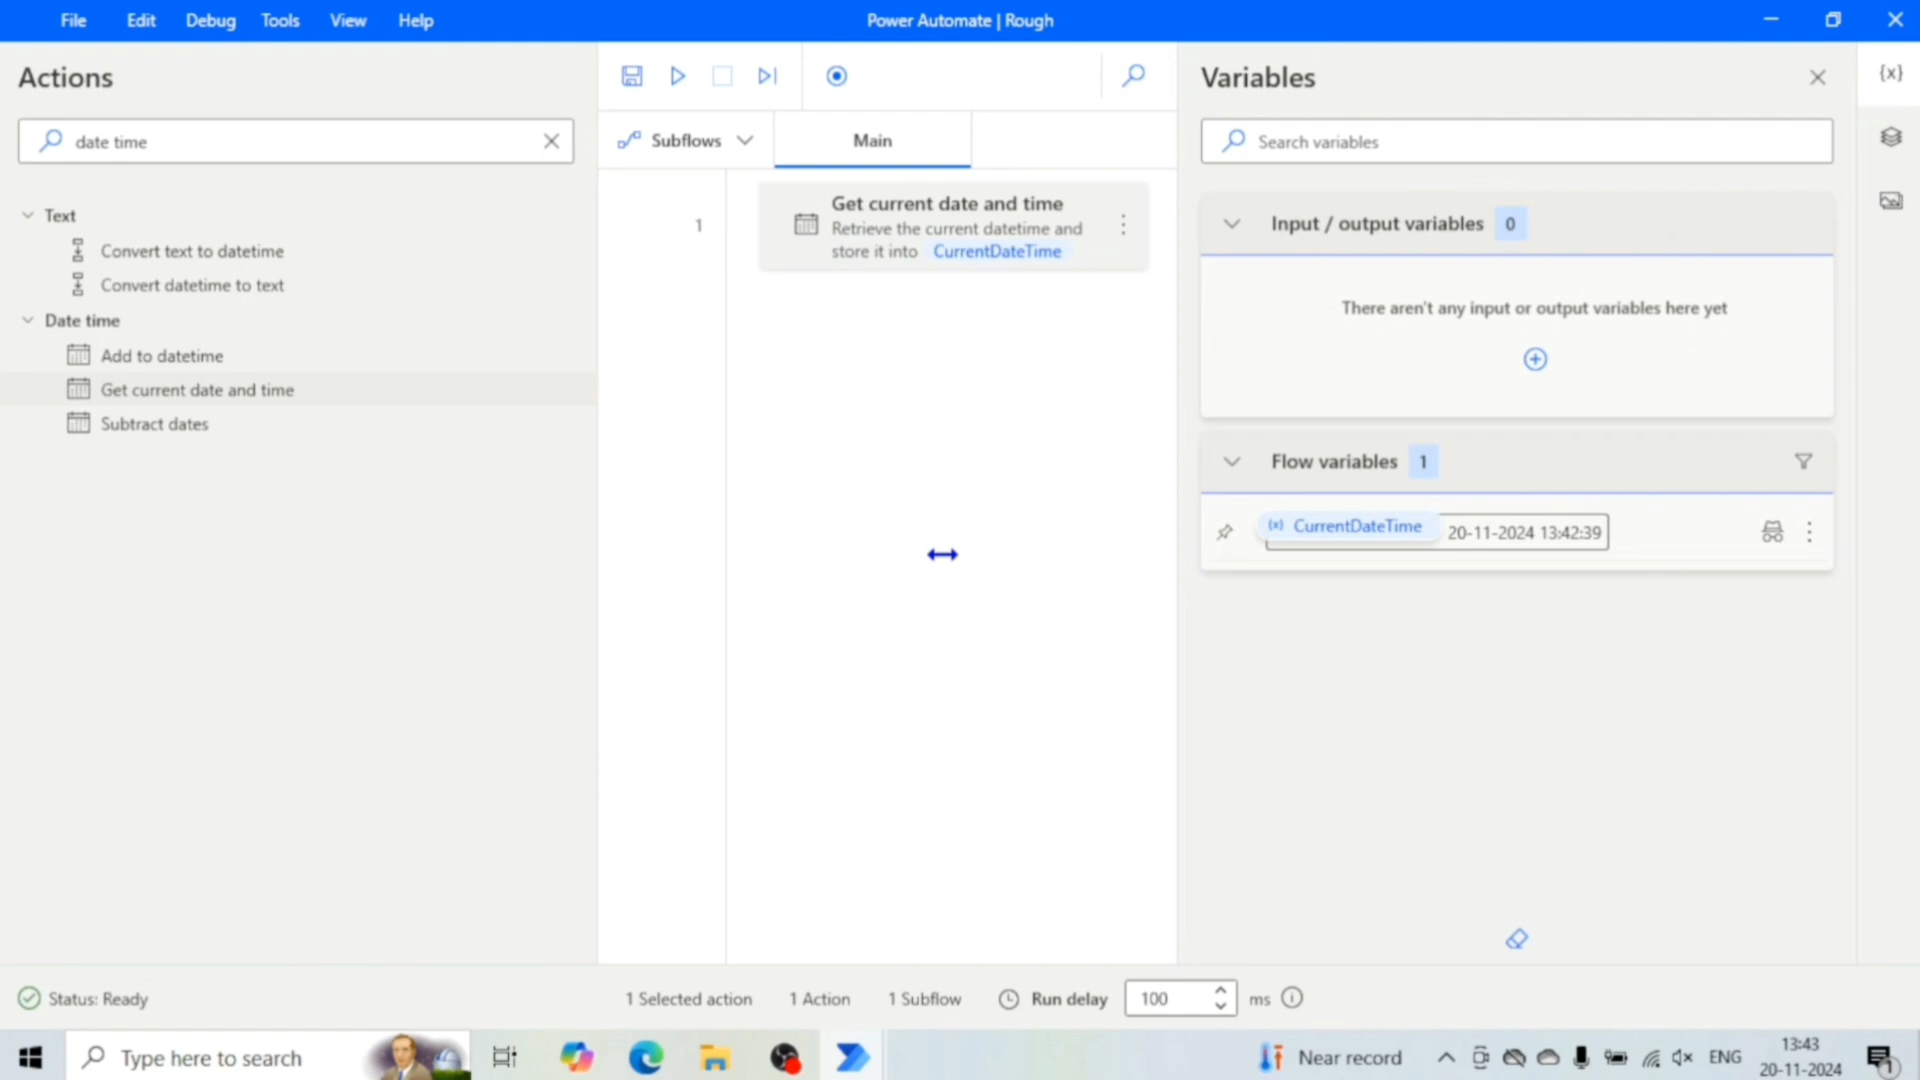 File Edit Debug Tools View Help
Power Automate | Rough
Actions
date time
Text
Convert text to datetime
Convert datetime to text
Date time
Add to datetime
Get current date and time
Subtract dates
Subflows
Main
1
Get current date and time
Retrieve the current datetime and
store it into CurrentDateTime
Variables
{x}
Search variables
Input / output variables 0
There aren't any input or output variables here yet
Flow variables 1
(x) CurrentDateTime 20-11-2024 13:42:39
Status: Ready
1 Selected action 1 Action 1 Subflow Run delay 100 ms
Type here to search
Near record
ENG
13:43
20-11-2024
1